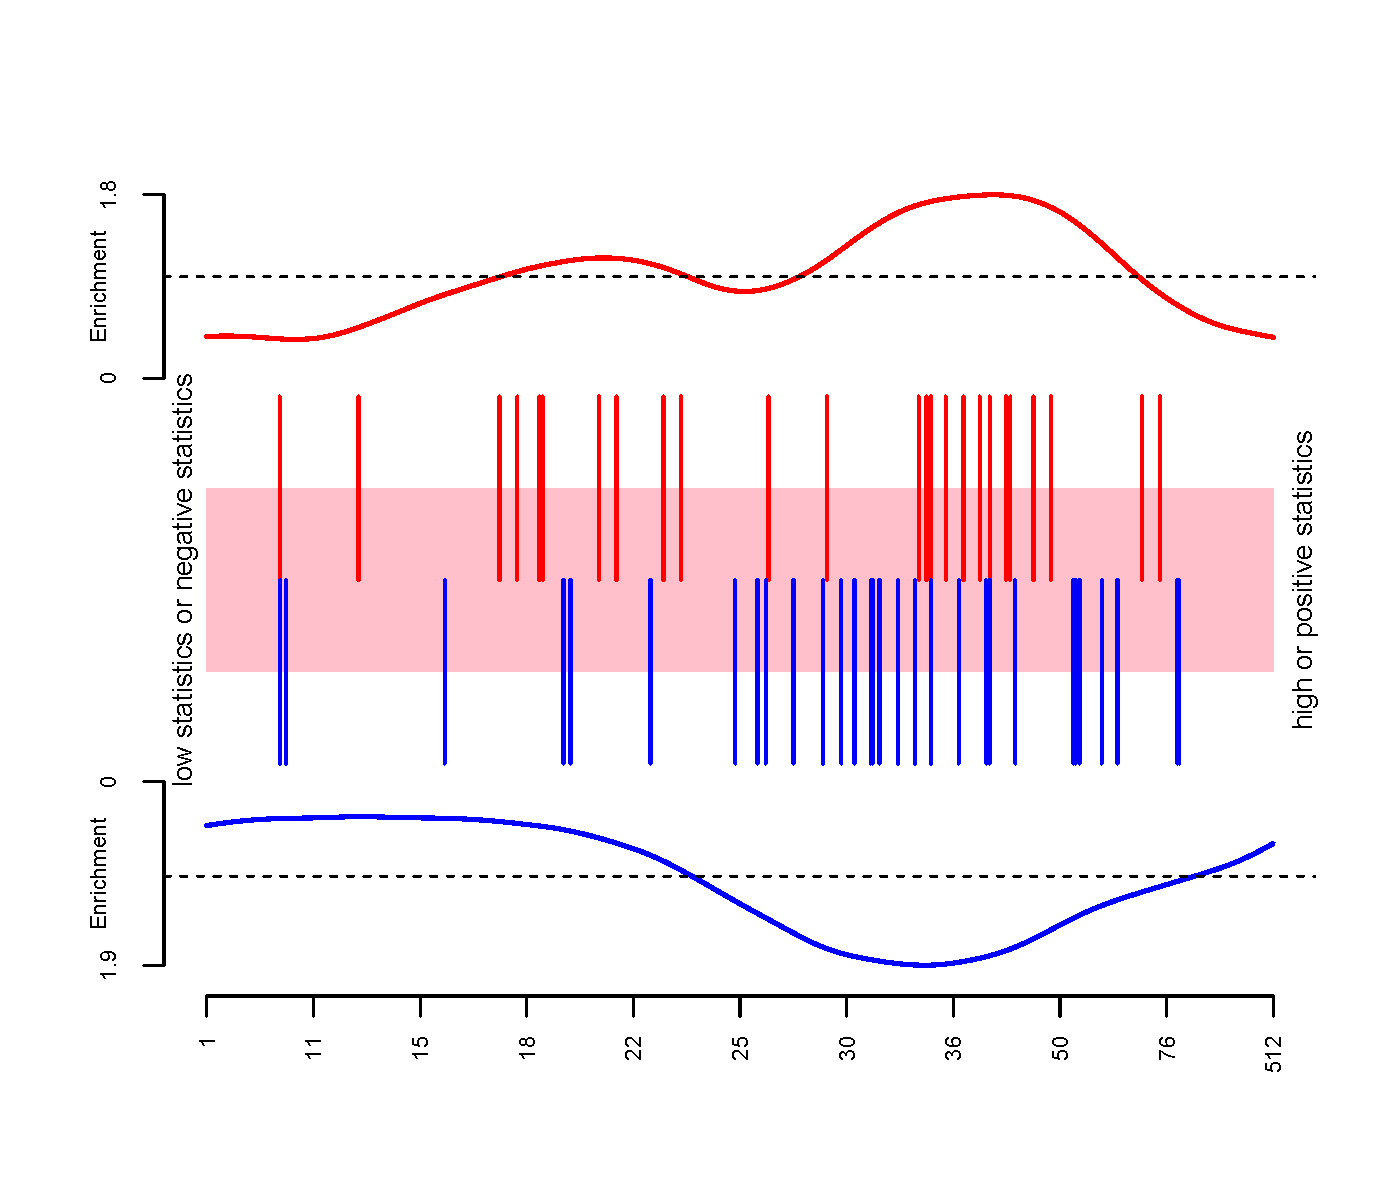 Enrichment
1.8
0
low statistics or negative statistics
high or positive statistics
0
Enrichment
1.9
1 11 15 18 22 25 30 36 50 76 512